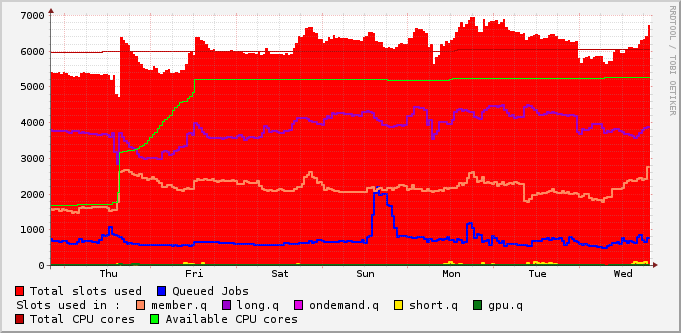 7000
6000
5000
4000
3000
2000
1000
0
Thu Fri Sat Sun Mon Tue Wed
RRDTOOL / TOBI OETIKER
Total slots used Queued Jobs
Slots used in : member.q long.q ondemand.q short.q gpu.q
Total CPU cores Available CPU cores